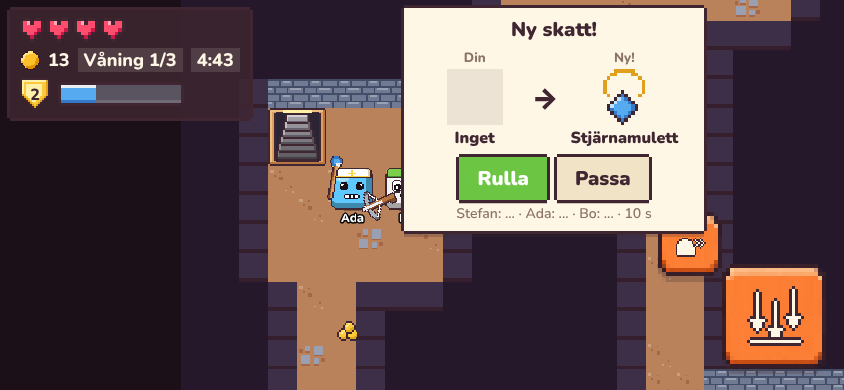 13 Våning 1/3 4:43
2
Ny skatt!
Din Ny!
Inget Stjärnamulett
Rulla Passa
Stefan: ... · Ada: ... · Bo: ... · 10 s
Ada